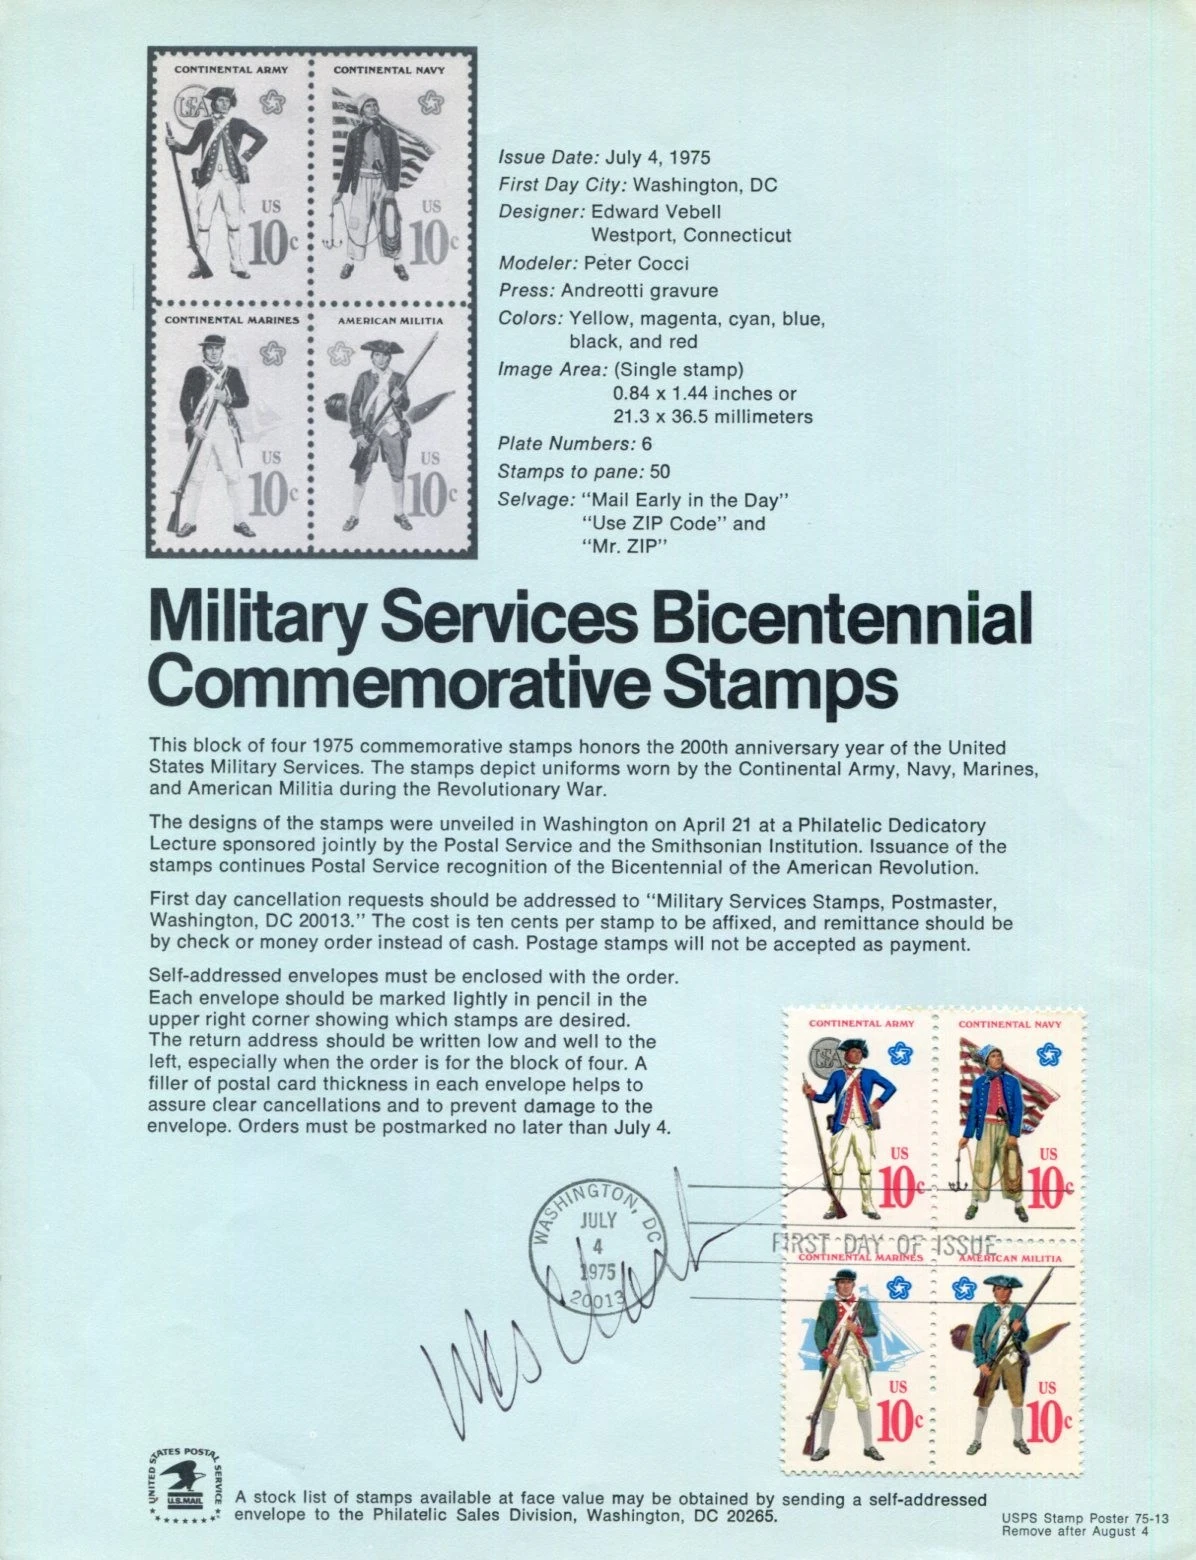 CONTINENTAL ARMY
USA
US
10c
CONTINENTAL NAVY
US
10c
CONTINENTAL MARINES
US
10c
AMERICAN MILITIA
US
10c
Issue Date: July 4, 1975
First Day City: Washington, DC
Designer: Edward Vebell
Westport, Connecticut
Modeler: Peter Cocci
Press: Andreotti gravure
Colors: Yellow, magenta, cyan, blue,
black, and red
Image Area: (Single stamp)
0.84 x 1.44 inches or
21.3 x 36.5 millimeters
Plate Numbers: 6
Stamps to pane: 50
Selvage: “Mail Early in the Day”
“Use ZIP Code” and
“Mr. ZIP”
Military Services Bicentennial
Commemorative Stamps
This block of four 1975 commemorative stamps honors the 200th anniversary year of the United
States Military Services. The stamps depict uniforms worn by the Continental Army, Navy, Marines,
and American Militia during the Revolutionary War.
The designs of the stamps were unveiled in Washington on April 21 at a Philatelic Dedicatory
Lecture sponsored jointly by the Postal Service and the Smithsonian Institution. Issuance of the
stamps continues Postal Service recognition of the Bicentennial of the American Revolution.
First day cancellation requests should be addressed to “Military Services Stamps, Postmaster,
Washington, DC 20013.” The cost is ten cents per stamp to be affixed, and remittance should be
by check or money order instead of cash. Postage stamps will not be accepted as payment.
Self-addressed envelopes must be enclosed with the order.
Each envelope should be marked lightly in pencil in the
upper right corner showing which stamps are desired.
The return address should be written low and well to the
left, especially when the order is for the block of four. A
filler of postal card thickness in each envelope helps to
assure clear cancellations and to prevent damage to the
envelope. Orders must be postmarked no later than July 4.
CONTINENTAL ARMY
USA
US
10c
CONTINENTAL NAVY
US
10c
WASHINGTON, DC
JULY
4
1975
20013
FIRST DAY OF ISSUE
CONTINENTAL MARINES
US
10c
AMERICAN MILITIA
US
10c
UNITED STATES POSTAL SERVICE
U.S.MAIL
A stock list of stamps available at face value may be obtained by sending a self-addressed
envelope to the Philatelic Sales Division, Washington, DC 20265.
USPS Stamp Poster 75-13
Remove after August 4